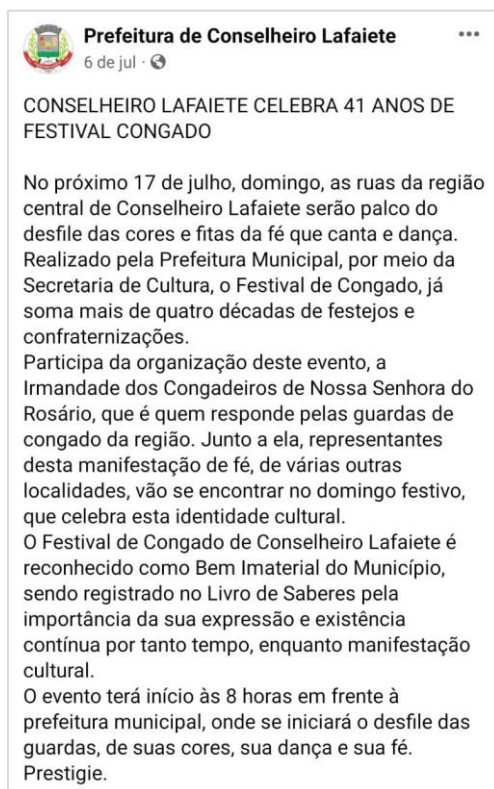 Prefeitura de Conselheiro Lafaiete
6 de jul ·
CONSELHEIRO LAFAIETE CELEBRA 41 ANOS DE
FESTIVAL CONGADO
No próximo 17 de julho, domingo, as ruas da região
central de Conselheiro Lafaiete serão palco do
desfile das cores e fitas da fé que canta e dança.
Realizado pela Prefeitura Municipal, por meio da
Secretaria de Cultura, o Festival de Congado, já
soma mais de quatro décadas de festejos e
confraternizações.
Participa da organização deste evento, a
Irmandade dos Congadeiros de Nossa Senhora do
Rosário, que é quem responde pelas guardas de
congado da região. Junto a ela, representantes
desta manifestação de fé, de várias outras
localidades, vão se encontrar no domingo festivo,
que celebra esta identidade cultural.
O Festival de Congado de Conselheiro Lafaiete é
reconhecido como Bem Imaterial do Município,
sendo registrado no Livro de Saberes pela
importância da sua expressão e existência
contínua por tanto tempo, enquanto manifestação
cultural.
O evento terá início às 8 horas em frente à
prefeitura municipal, onde se iniciará o desfile das
guardas, de suas cores, sua dança e sua fé.
Prestigie.